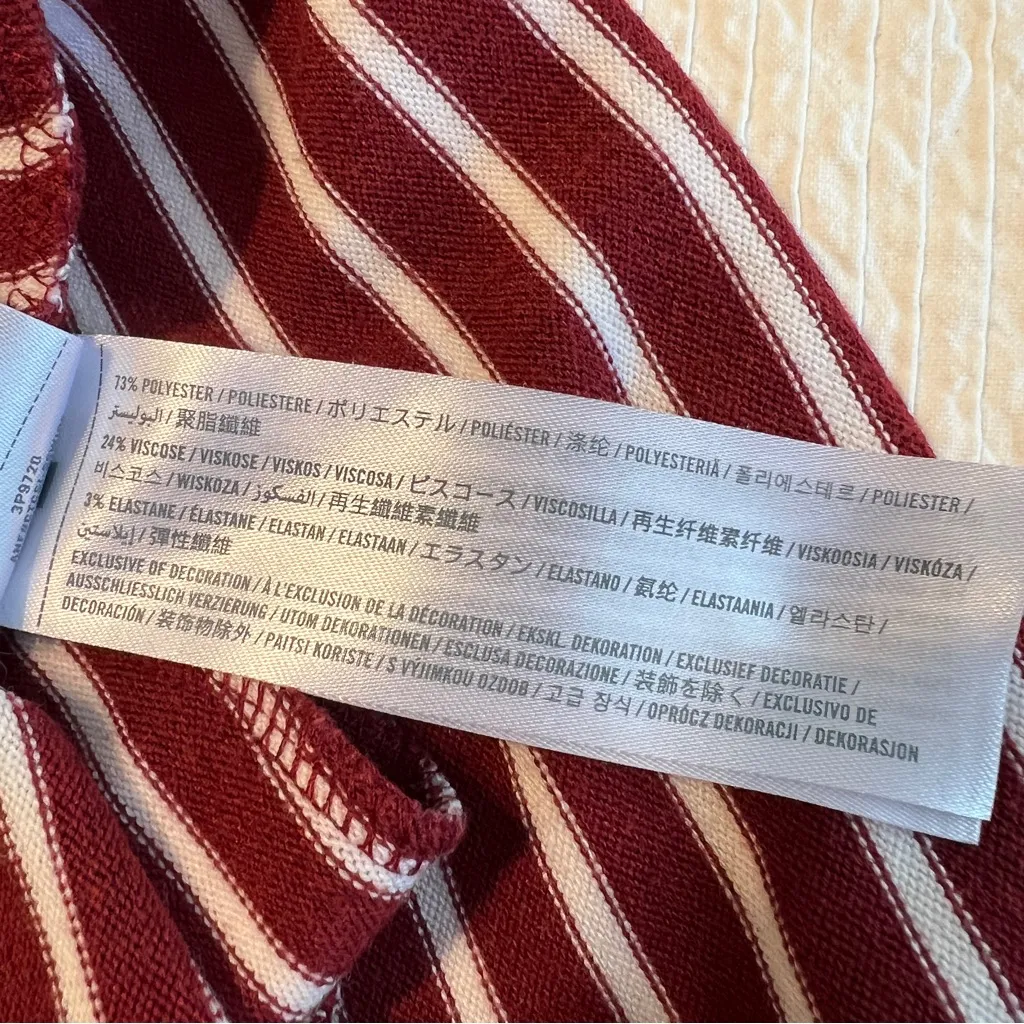 73% POLYESTER / POLIESTERE / ポリエステル / POLIÉSTER / 涤纶 / POLYESTERIÄ / 폴리에스테르 / POLIESTER /
البوليستر / 聚脂纖維
24% VISCOSE / VISKOSE / VISKOS / VISCOSA / ビスコース / VISCOSILLA / 再生纤维素纤维 / VISKOOSIA / VISKÓZA /
비스코스 / WISKOZA / الفسكوز / 再生纖維素纖維
3% ELASTANE / ÉLASTANE / ELASTAN / ELASTAAN / エラスタン / ELASTANO / 氨纶 / ELASTAANIA / 엘라스탄 /
إيلاستين / 彈性纖維
EXCLUSIVE OF DECORATION / À L'EXCLUSION DE LA DÉCORATION / EKSKL. DEKORATION / EXCLUSIEF DECORATIE /
AUSSCHLIESSLICH VERZIERUNG / UTOM DEKORATIONEN / ESCLUSA DECORAZIONE / 装飾を除く / EXCLUSIVO DE
DECORACIÓN / 装饰物除外 / PAITSI KORISTE / S VÝJIMKOU OZDOB / 고급 장식 / OPRÓCZ DEKORACJI / DEKORASJON
3P972Q